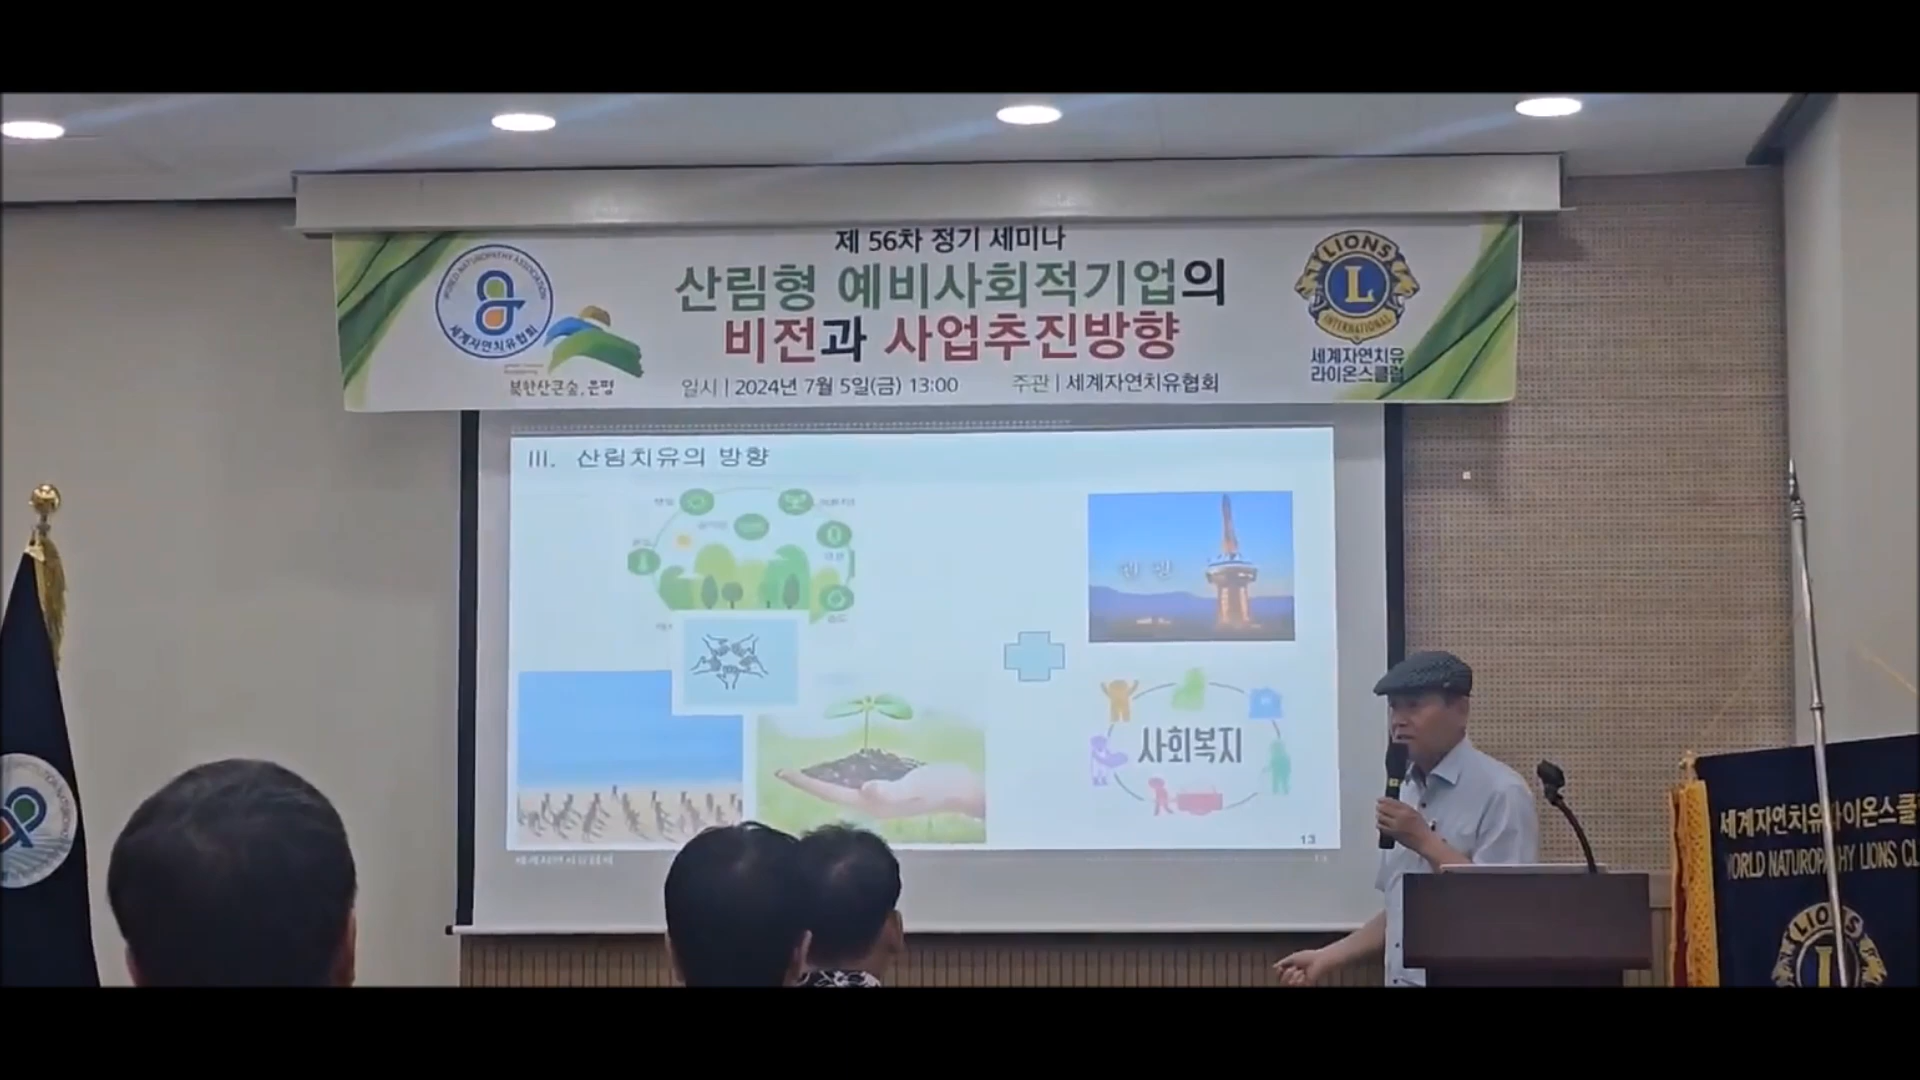 제 56차 정기 세미나
산림형 예비사회적기업의
비전과 사업추진방향
일시 | 2024년 7월 5일(금) 13:00 주관 | 세계자연치유협회
WORLD NATUROPATHY ASSOCIATION
세계자연치유협회
북한산큰숲, 은평
LIONS
L
INTERNATIONAL
세계자연치유
라이온스클럽
III. 산림치유의 방향
사회복지
13
세계자연치유라이온스클
WORLD NATUROPATHY LIONS CL
LIONS
L